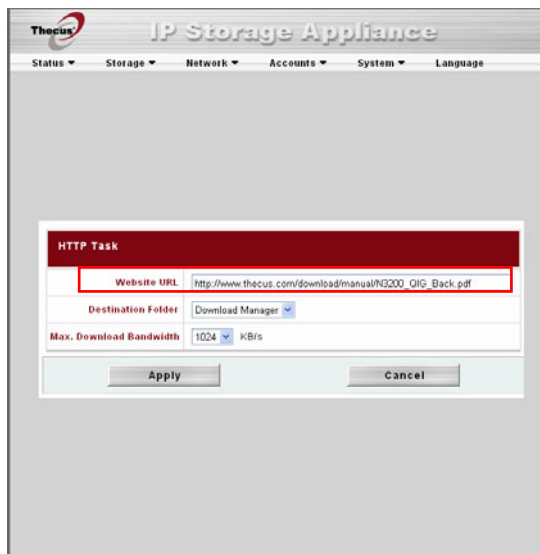 Thecus
IP Storage Appliance
Status Storage Network Accounts System Language
HTTP Task
Website URL http://www.thecus.com/download/manual/N3200_QIG_Back.pdf
Destination Folder Download Manager
Max. Download Bandwidth 1024 KB/s
Apply Cancel